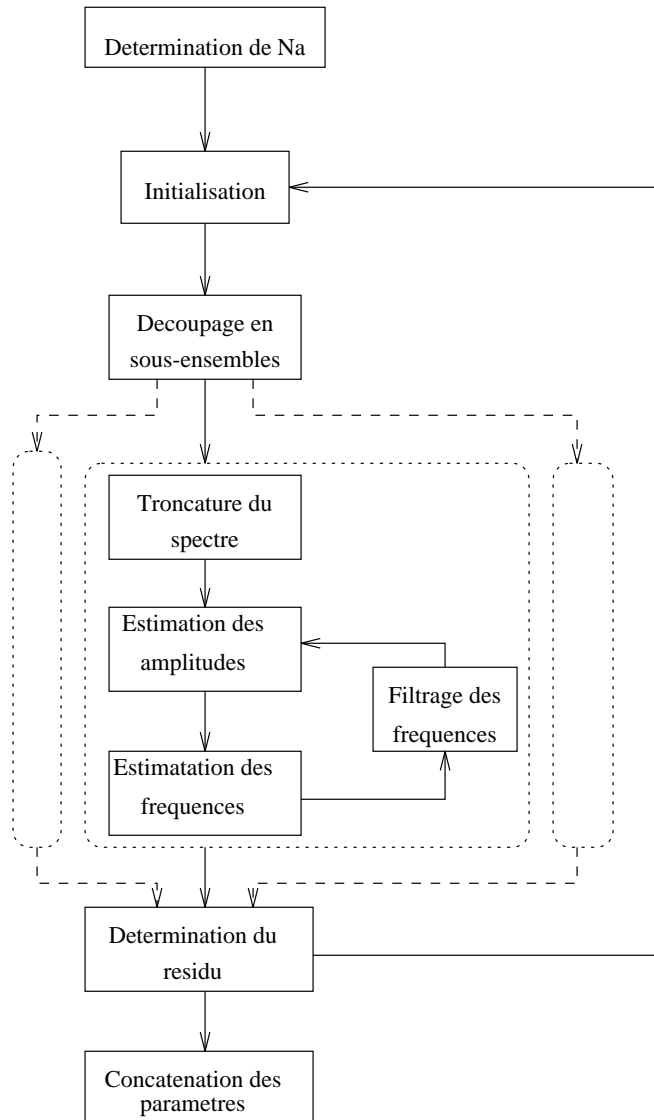 Determination de Na
Initialisation
Decoupage en
sous-ensembles
Troncature du
spectre
Estimation des
amplitudes
Filtrage des
frequences
Estimatation des
frequences
Determination du
residu
Concatenation des
parametres